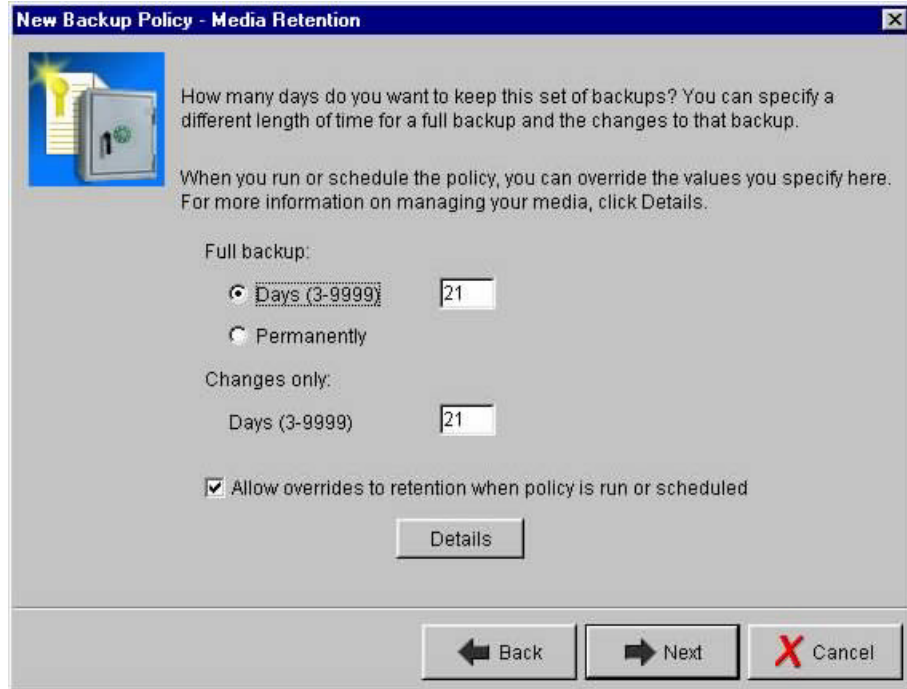 New Backup Policy - Media Retention
How many days do you want to keep this set of backups? You can specify a
different length of time for a full backup and the changes to that backup.
When you run or schedule the policy, you can override the values you specify here.
For more information on managing your media, click Details.
Full backup:
Days (3-9999) 21
Permanently
Changes only:
Days (3-9999) 21
Allow overrides to retention when policy is run or scheduled
Details
Back Next Cancel